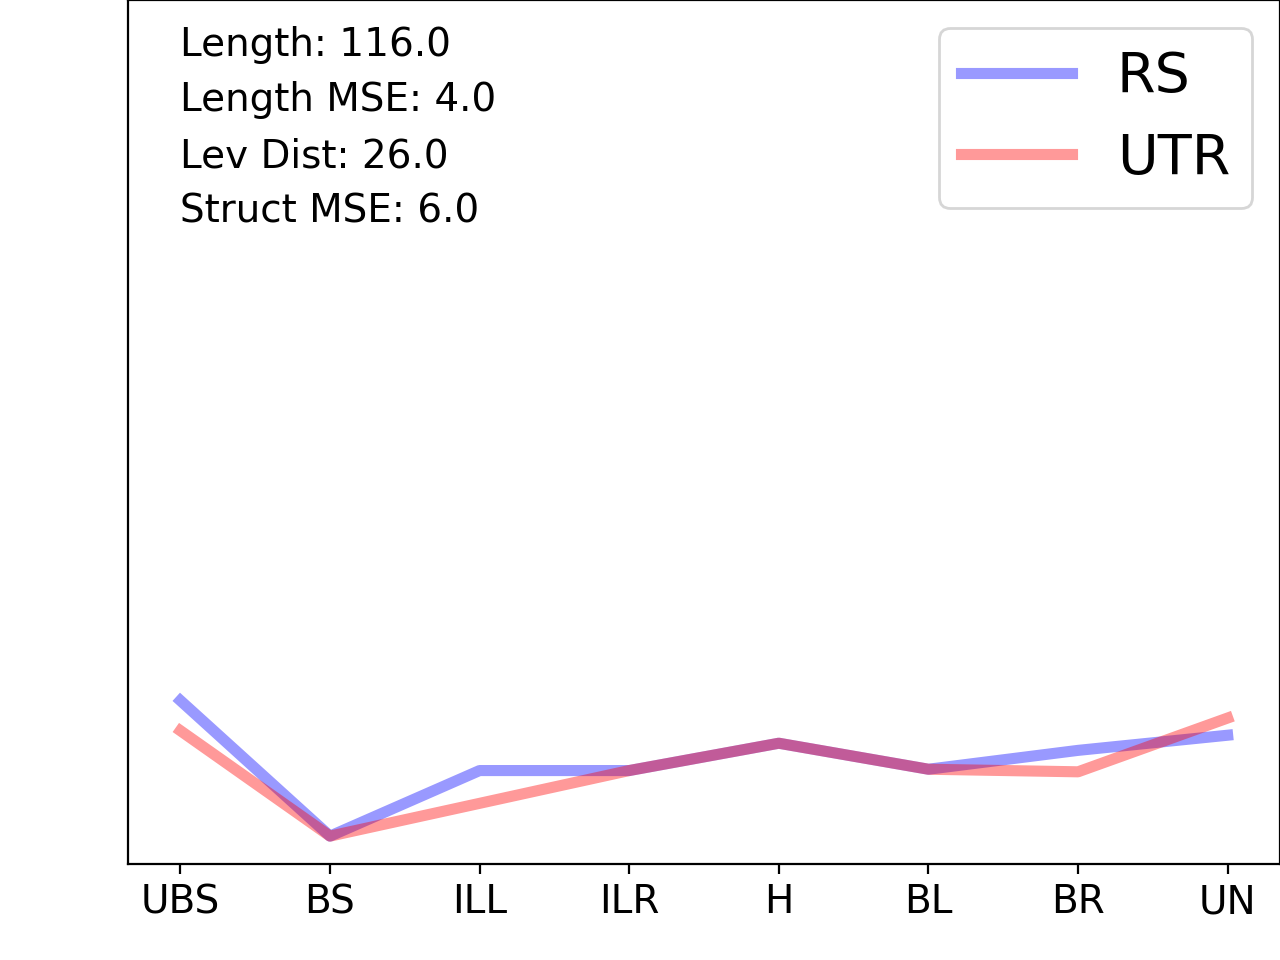 Length: 116.0
Length MSE: 4.0
Lev Dist: 26.0
Struct MSE: 6.0
RS
UTR
UBS BS ILL ILR H BL BR UN